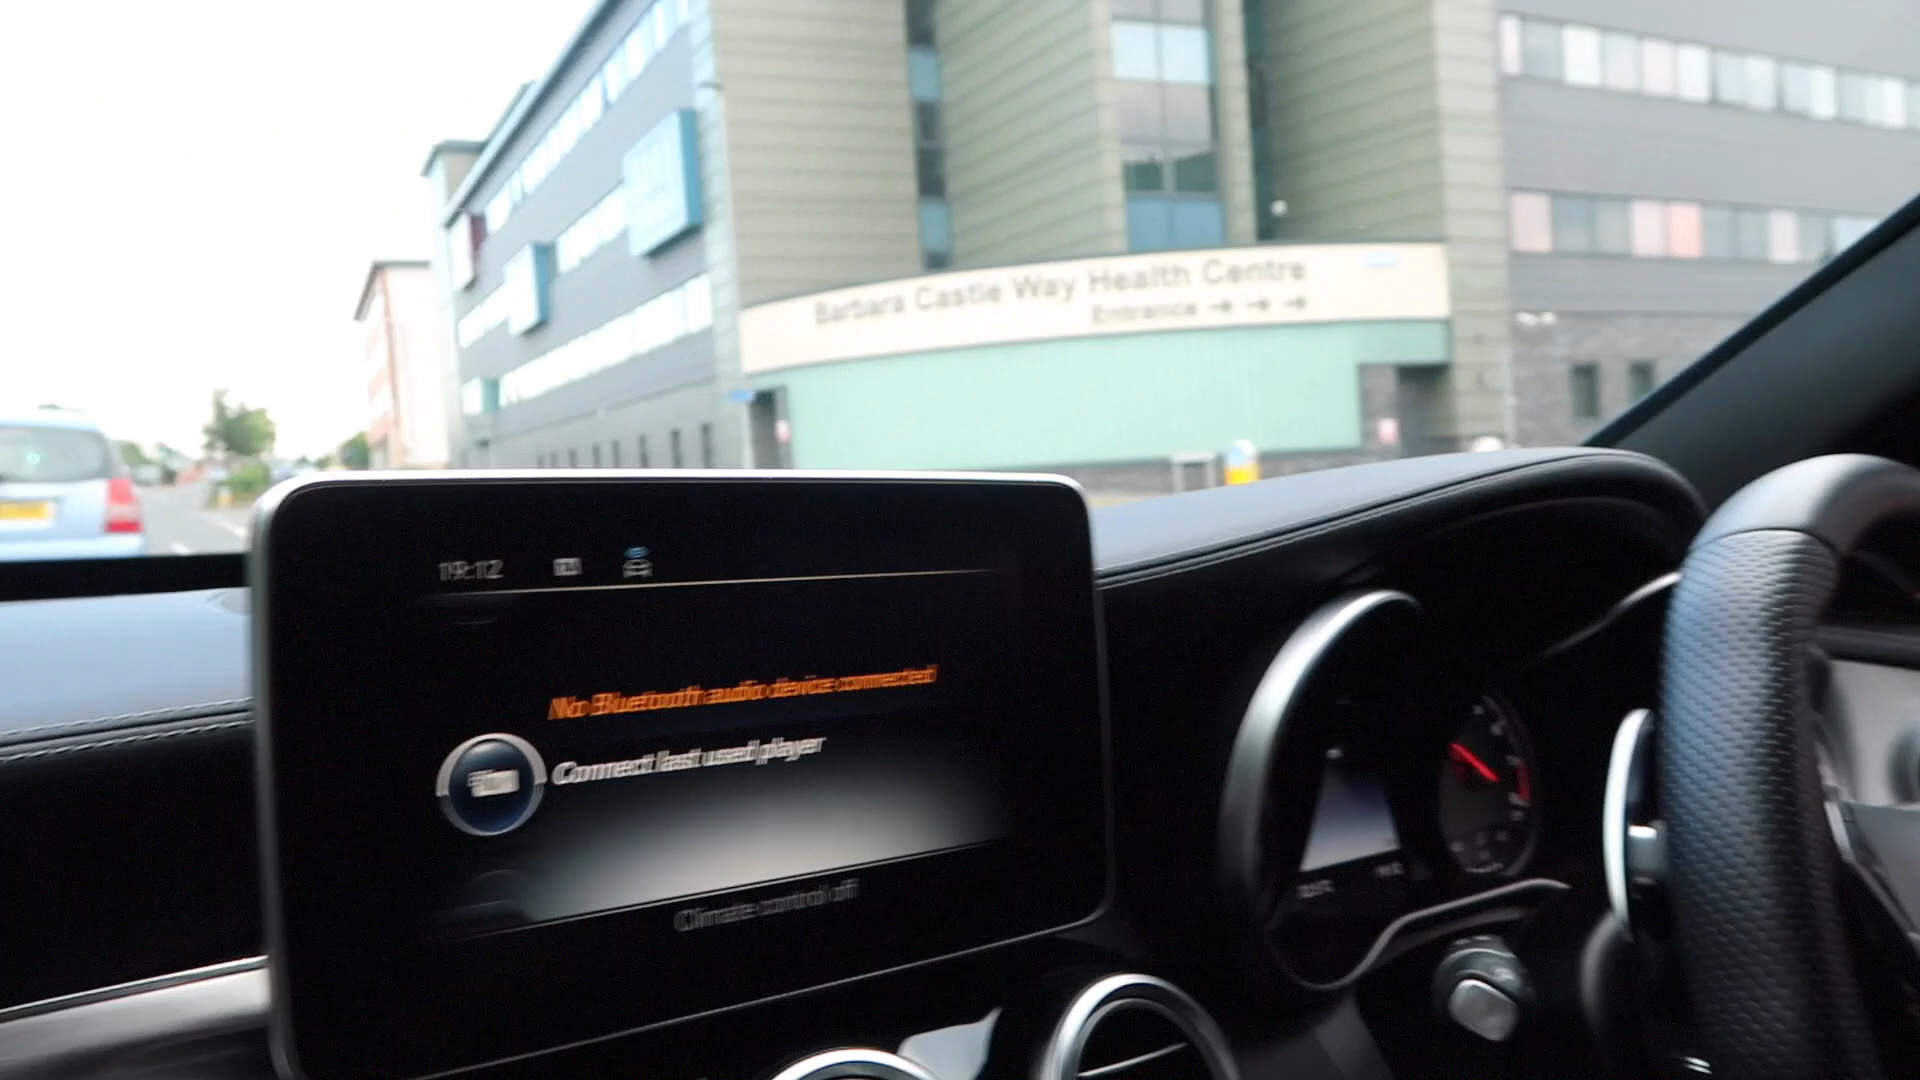 Barbara Castle Way Health Centre
Entrance → → →
19:12
No Bluetooth audio device connected
Connect last used player
Climate control off